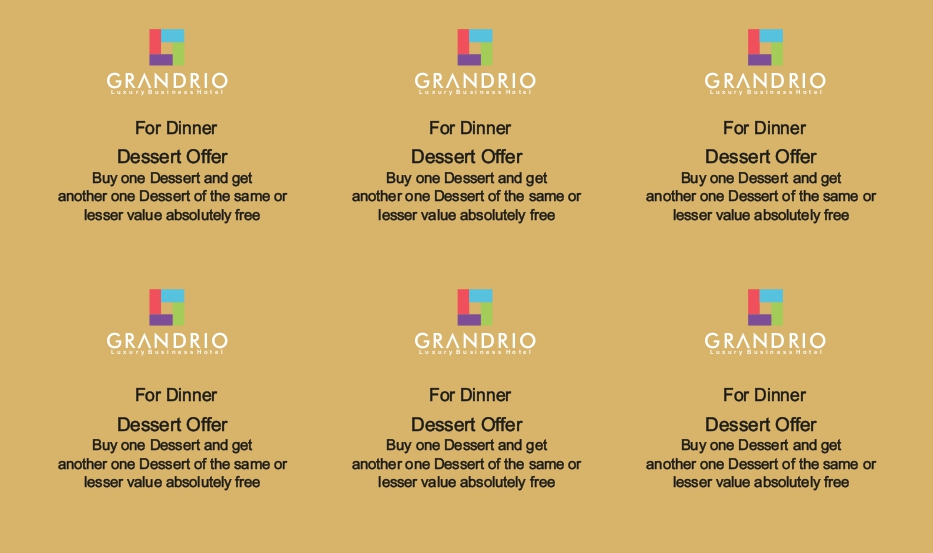 GRANDRIO
Luxury Business Hotel
For Dinner
Dessert Offer
Buy one Dessert and get
another one Dessert of the same or
lesser value absolutely free
GRANDRIO
Luxury Business Hotel
For Dinner
Dessert Offer
Buy one Dessert and get
another one Dessert of the same or
lesser value absolutely free
GRANDRIO
Luxury Business Hotel
For Dinner
Dessert Offer
Buy one Dessert and get
another one Dessert of the same or
lesser value absolutely free
GRANDRIO
Luxury Business Hotel
For Dinner
Dessert Offer
Buy one Dessert and get
another one Dessert of the same or
lesser value absolutely free
GRANDRIO
Luxury Business Hotel
For Dinner
Dessert Offer
Buy one Dessert and get
another one Dessert of the same or
lesser value absolutely free
GRANDRIO
Luxury Business Hotel
For Dinner
Dessert Offer
Buy one Dessert and get
another one Dessert of the same or
lesser value absolutely free